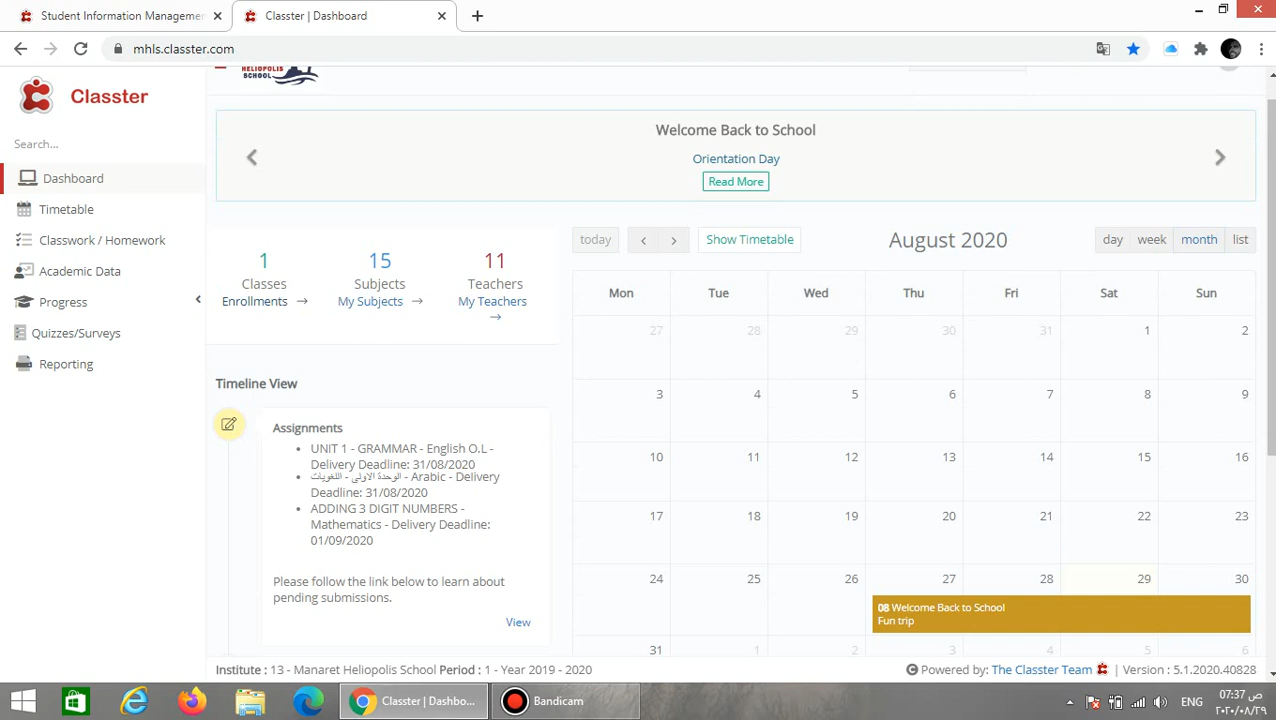 Student Information Managemen
Classter | Dashboard
mhls.classter.com
Classter
HELIOPOLIS
SCHOOL
Search...
Dashboard
Timetable
Classwork / Homework
Academic Data
Progress
Quizzes/Surveys
Reporting
Welcome Back to School
Orientation Day
Read More
1
Classes
Enrollments →
15
Subjects
My Subjects →
11
Teachers
My Teachers
→
today
Show Timetable
August 2020
day week month list
Mon Tue Wed Thu Fri Sat Sun
27 28 29 30 31 1 2
3 4 5 6 7 8 9
10 11 12 13 14 15 16
17 18 19 20 21 22 23
24 25 26 27 28 29 30
08 Welcome Back to School
Fun trip
31 1 2 3 4 5 6
Timeline View
Assignments
• UNIT 1 - GRAMMAR - English O.L -
Delivery Deadline: 31/08/2020
• الوحدة الاولى - اللغويات - Arabic - Delivery
Deadline: 31/08/2020
• ADDING 3 DIGIT NUMBERS -
Mathematics - Delivery Deadline:
01/09/2020
Please follow the link below to learn about
pending submissions.
View
Institute : 13 - Manaret Heliopolis School Period : 1 - Year 2019 - 2020
Powered by: The Classter Team | Version : 5.1.2020.40828
Classter | Dashbo...
Bandicam
ENG
07:37 ص
٢٠٢٠/٠٨/٢٩